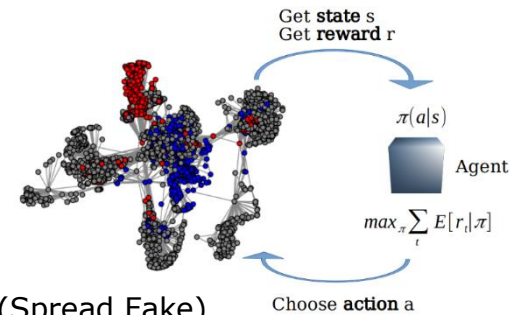 Get state s
Get reward r
π(a|s)
Agent
max_π ∑_t E[r_t|π]
Choose action a
(Spread Fake)